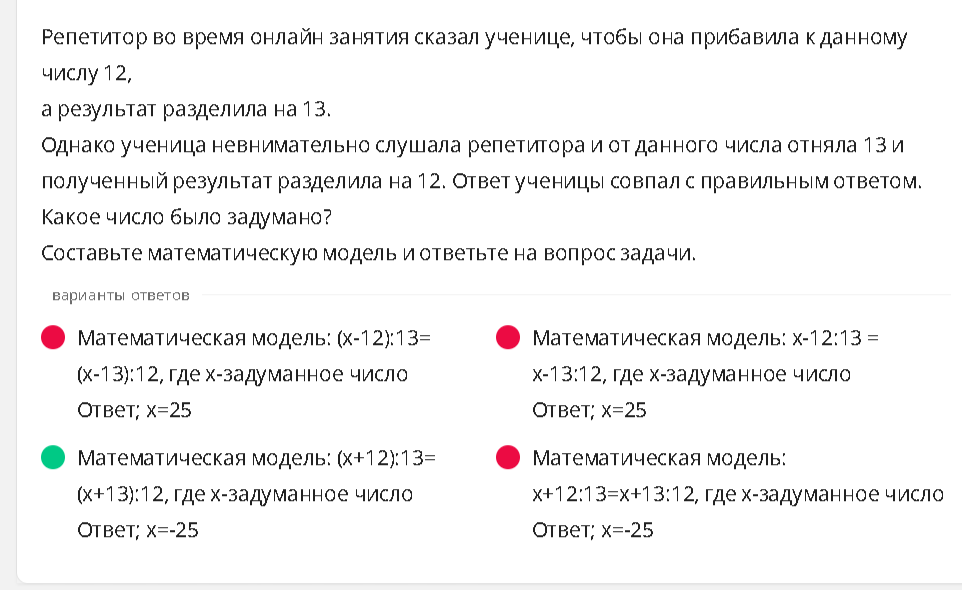 Репетитор во время онлайн занятия сказал ученице, чтобы она прибавила к данному
числу 12,
а результат разделила на 13.
Однако ученица невнимательно слушала репетитора и от данного числа отняла 13 и
полученный результат разделила на 12. Ответ ученицы совпал с правильным ответом.
Какое число было задумано?
Составьте математическую модель и ответьте на вопрос задачи.
варианты ответов
Математическая модель: (х-12):13=
(х-13):12, где х-задуманное число
Ответ; х=25
Математическая модель: х-12:13 =
х-13:12, где х-задуманное число
Ответ; х=25
Математическая модель: (х+12):13=
(х+13):12, где х-задуманное число
Ответ; х=-25
Математическая модель:
х+12:13=х+13:12, где х-задуманное число
Ответ; х=-25